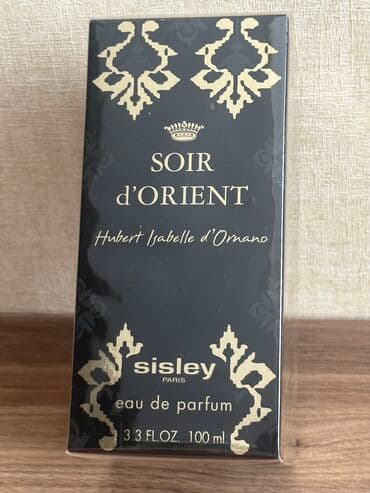 SOIR
d'ORIENT
Hubert Isabelle d'Ornano
sisley
PARIS
eau de parfum
3.3 FL.OZ. 100 ml